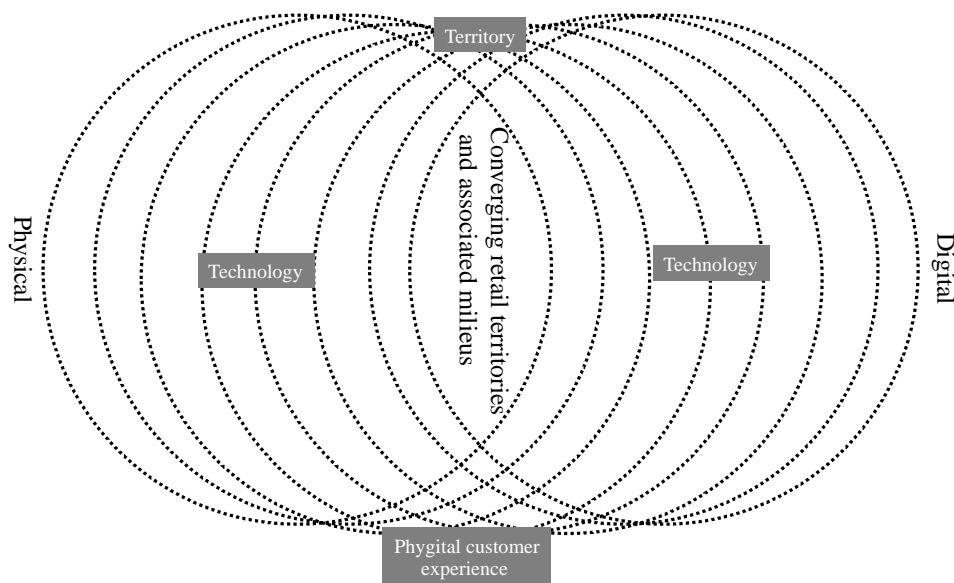 Territory
Converging retail territories
and associated milieus
Physical
Technology
Technology
Digital
Phygital customer
experience